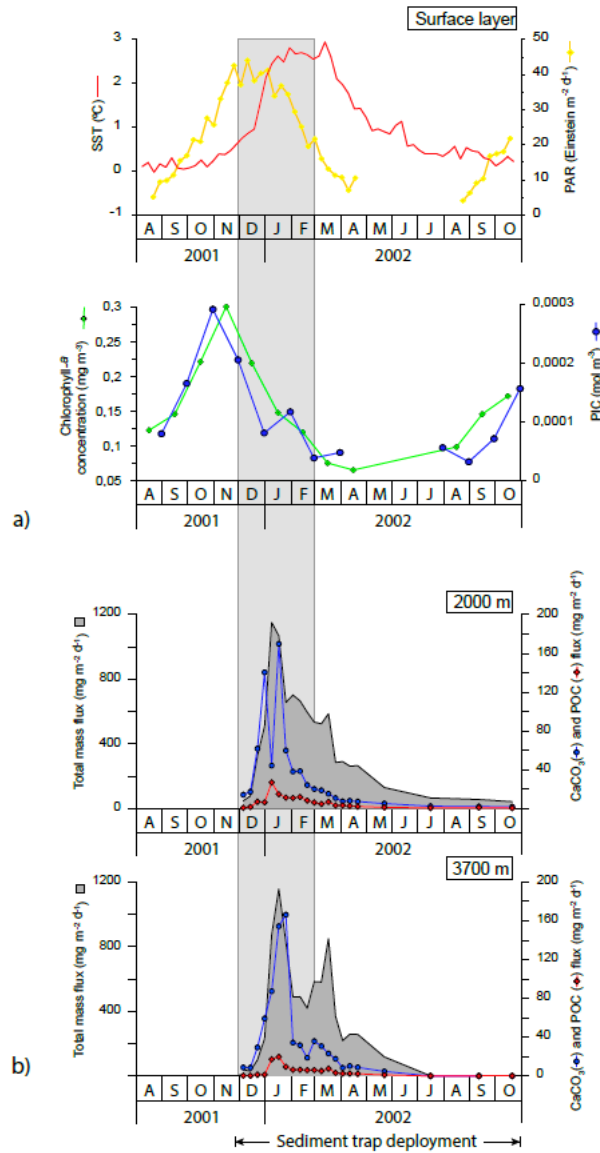 Surface layer
SST (ºC)
3
2
1
0
-1
50
40
30
20
10
0
PAR (Einstein m⁻² d⁻¹)
A S O N D J F M A M J J A S O
2001 2002
Chlorophyll-a
concentration (mg m⁻³)
0,3
0,25
0,2
0,15
0,1
0,05
0,0003
0,0002
0,0001
0
PIC (mol m⁻³)
A S O N D J F M A M J J A S O
2001 2002
a)
2000 m
Total mass flux (mg m⁻² d⁻¹)
1200
800
400
0
200
160
120
80
40
0
CaCO₃ and POC flux (mg m⁻² d⁻¹)
A S O N D J F M A M J J A S O
2001 2002
3700 m
Total mass flux (mg m⁻² d⁻¹)
1200
800
400
200
160
120
80
40
0
CaCO₃ and POC flux (mg m⁻² d⁻¹)
A S O N D J F M A M J J A S O
2001 2002
b)
Sediment trap deployment